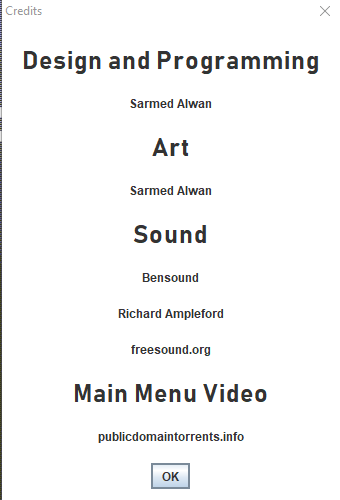 Credits
Design and Programming
Sarmed Alwan
Art
Sarmed Alwan
Sound
Bensound
Richard Ampleford
freesound.org
Main Menu Video
publicdomaintorrents.info
OK